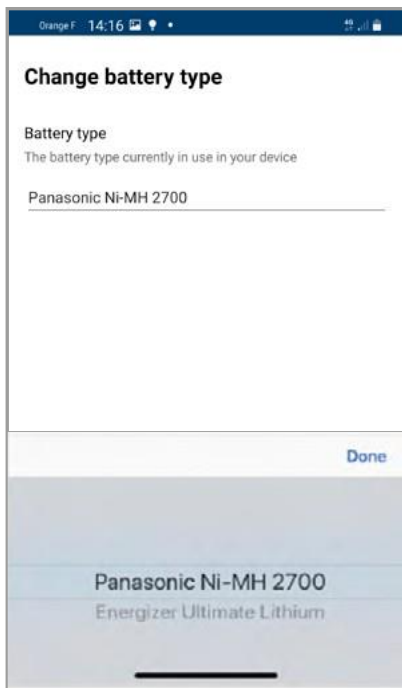 Orange F 14:16
Change battery type
Battery type
The battery type currently in use in your device
Panasonic Ni-MH 2700
Done
Panasonic Ni-MH 2700
Energizer Ultimate Lithium